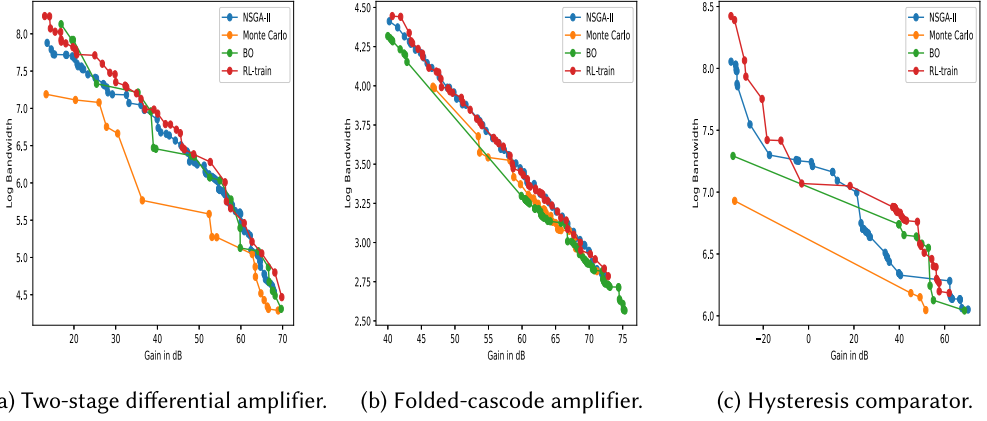 NSGA-II
Monte Carlo
BO
RL-train
Log Bandwidth
8.0
7.5
7.0
6.5
6.0
5.5
5.0
4.5
20
30
40
50
60
70
Gain in dB
a) Two-stage differential amplifier.
NSGA-II
Monte Carlo
BO
RL-train
Log Bandwidth
4.50
4.25
4.00
3.75
3.50
3.25
3.00
2.75
2.50
40
45
50
55
60
65
70
75
Gain in dB
(b) Folded-cascode amplifier.
NSGA-II
Monte Carlo
BO
RL-train
Log Bandwidth
8.5
8.0
7.5
7.0
6.5
6.0
−20
0
20
40
60
Gain in dB
(c) Hysteresis comparator.